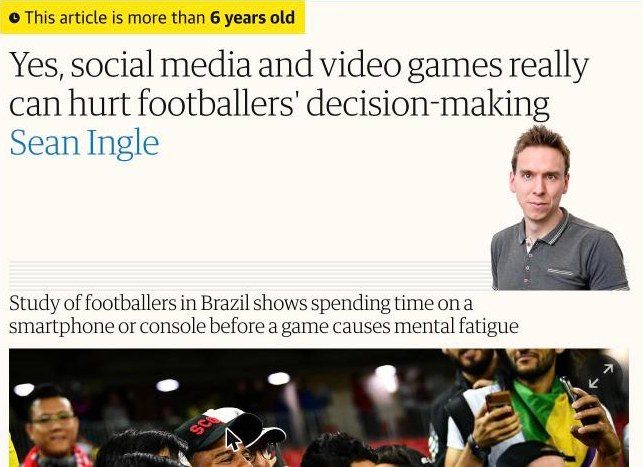 This article is more than 6 years old
Yes, social media and video games really
can hurt footballers' decision-making
Sean Ingle
Study of footballers in Brazil shows spending time on a
smartphone or console before a game causes mental fatigue
SCG